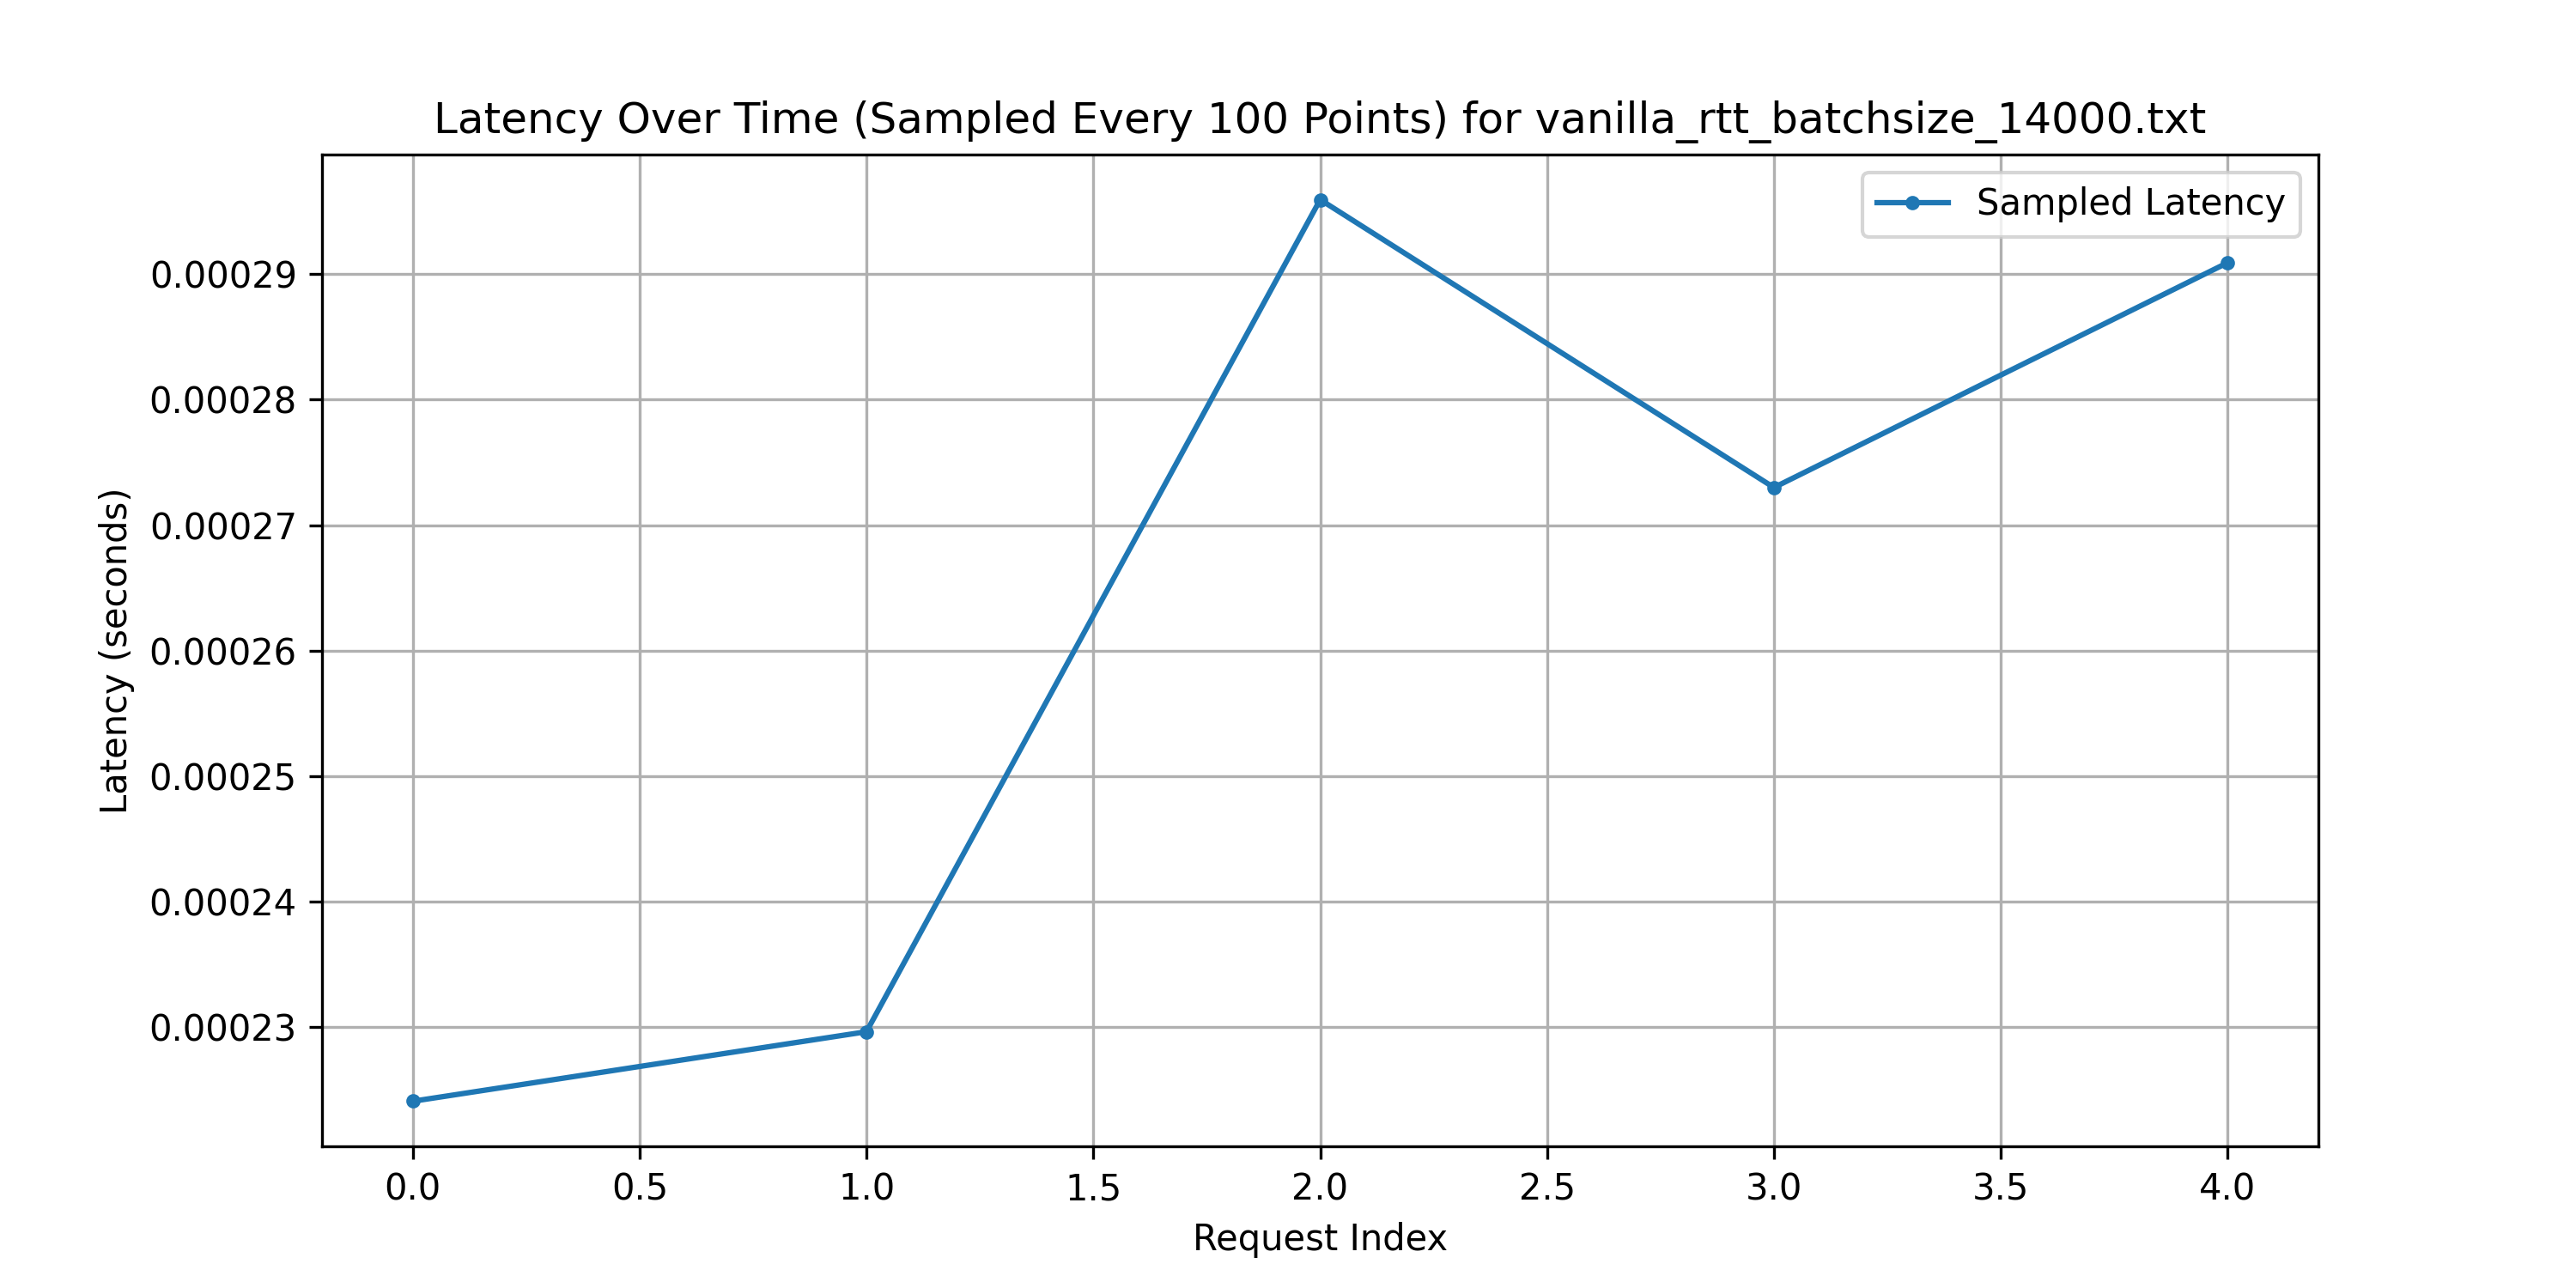 Latency Over Time (Sampled Every 100 Points) for vanilla_rtt_batchsize_14000.txt
Sampled Latency
0.00029
0.00028
0.00027
0.00026
0.00025
0.00024
0.00023
Latency (seconds)
0.0 0.5 1.0 1.5 2.0 2.5 3.0 3.5 4.0
Request Index